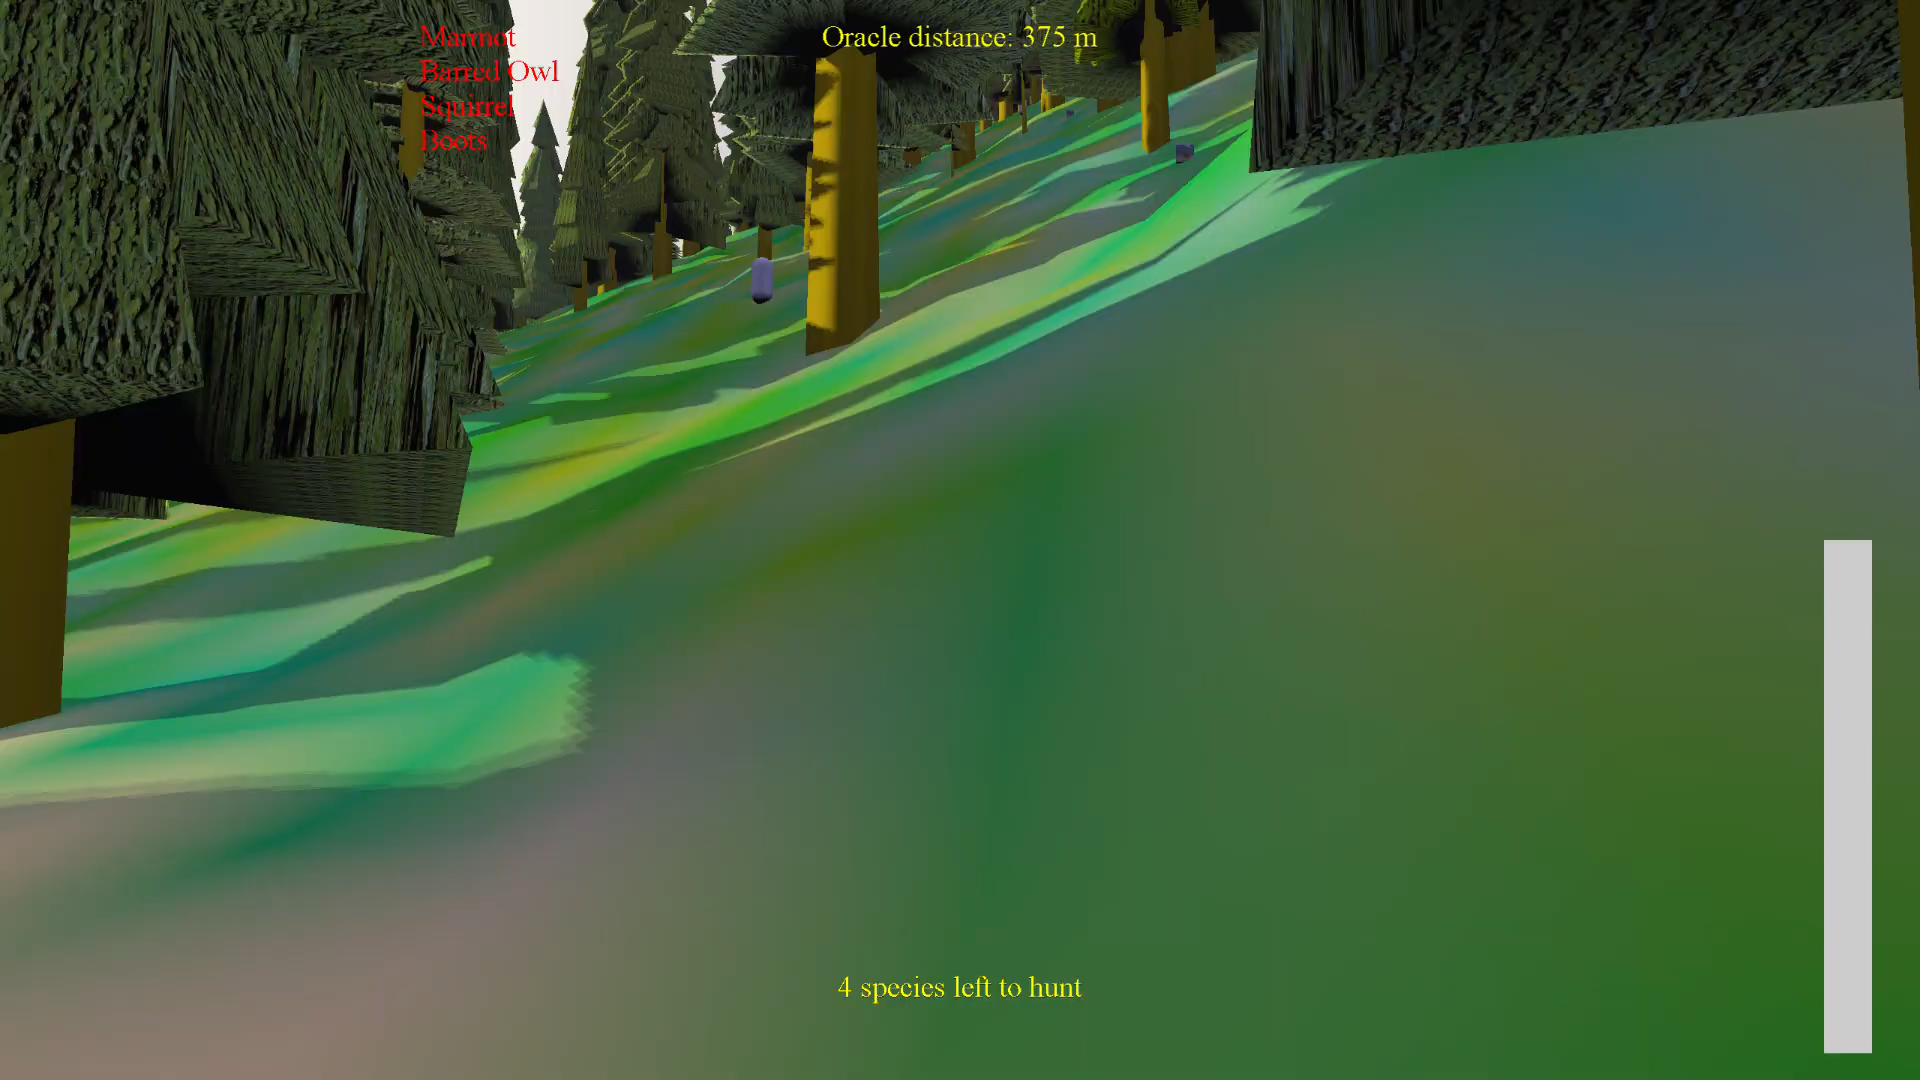 Marmot
Oracle distance: 375 m
Barred Owl
Squirrel
Boots
4 species left to hunt